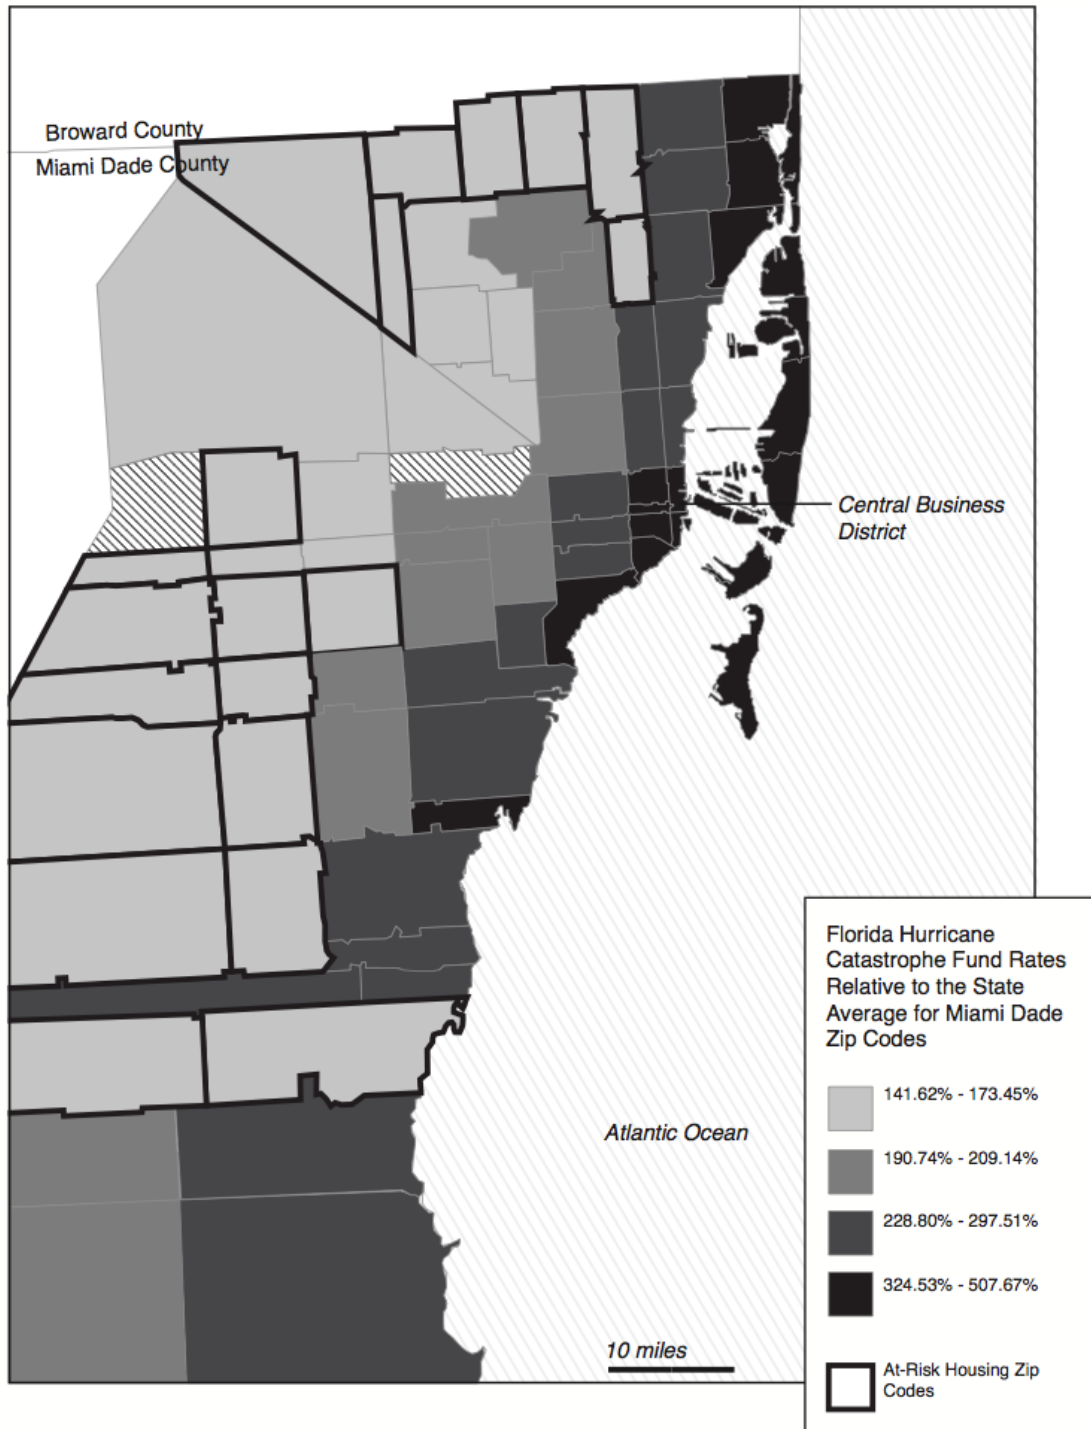 Broward County
Miami Dade County
Central Business
District
Florida Hurricane
Catastrophe Fund Rates
Relative to the State
Average for Miami Dade
Zip Codes
141.62% - 173.45%
190.74% - 209.14%
228.80% - 297.51%
324.53% - 507.67%
At-Risk Housing Zip
Codes
Atlantic Ocean
10 miles